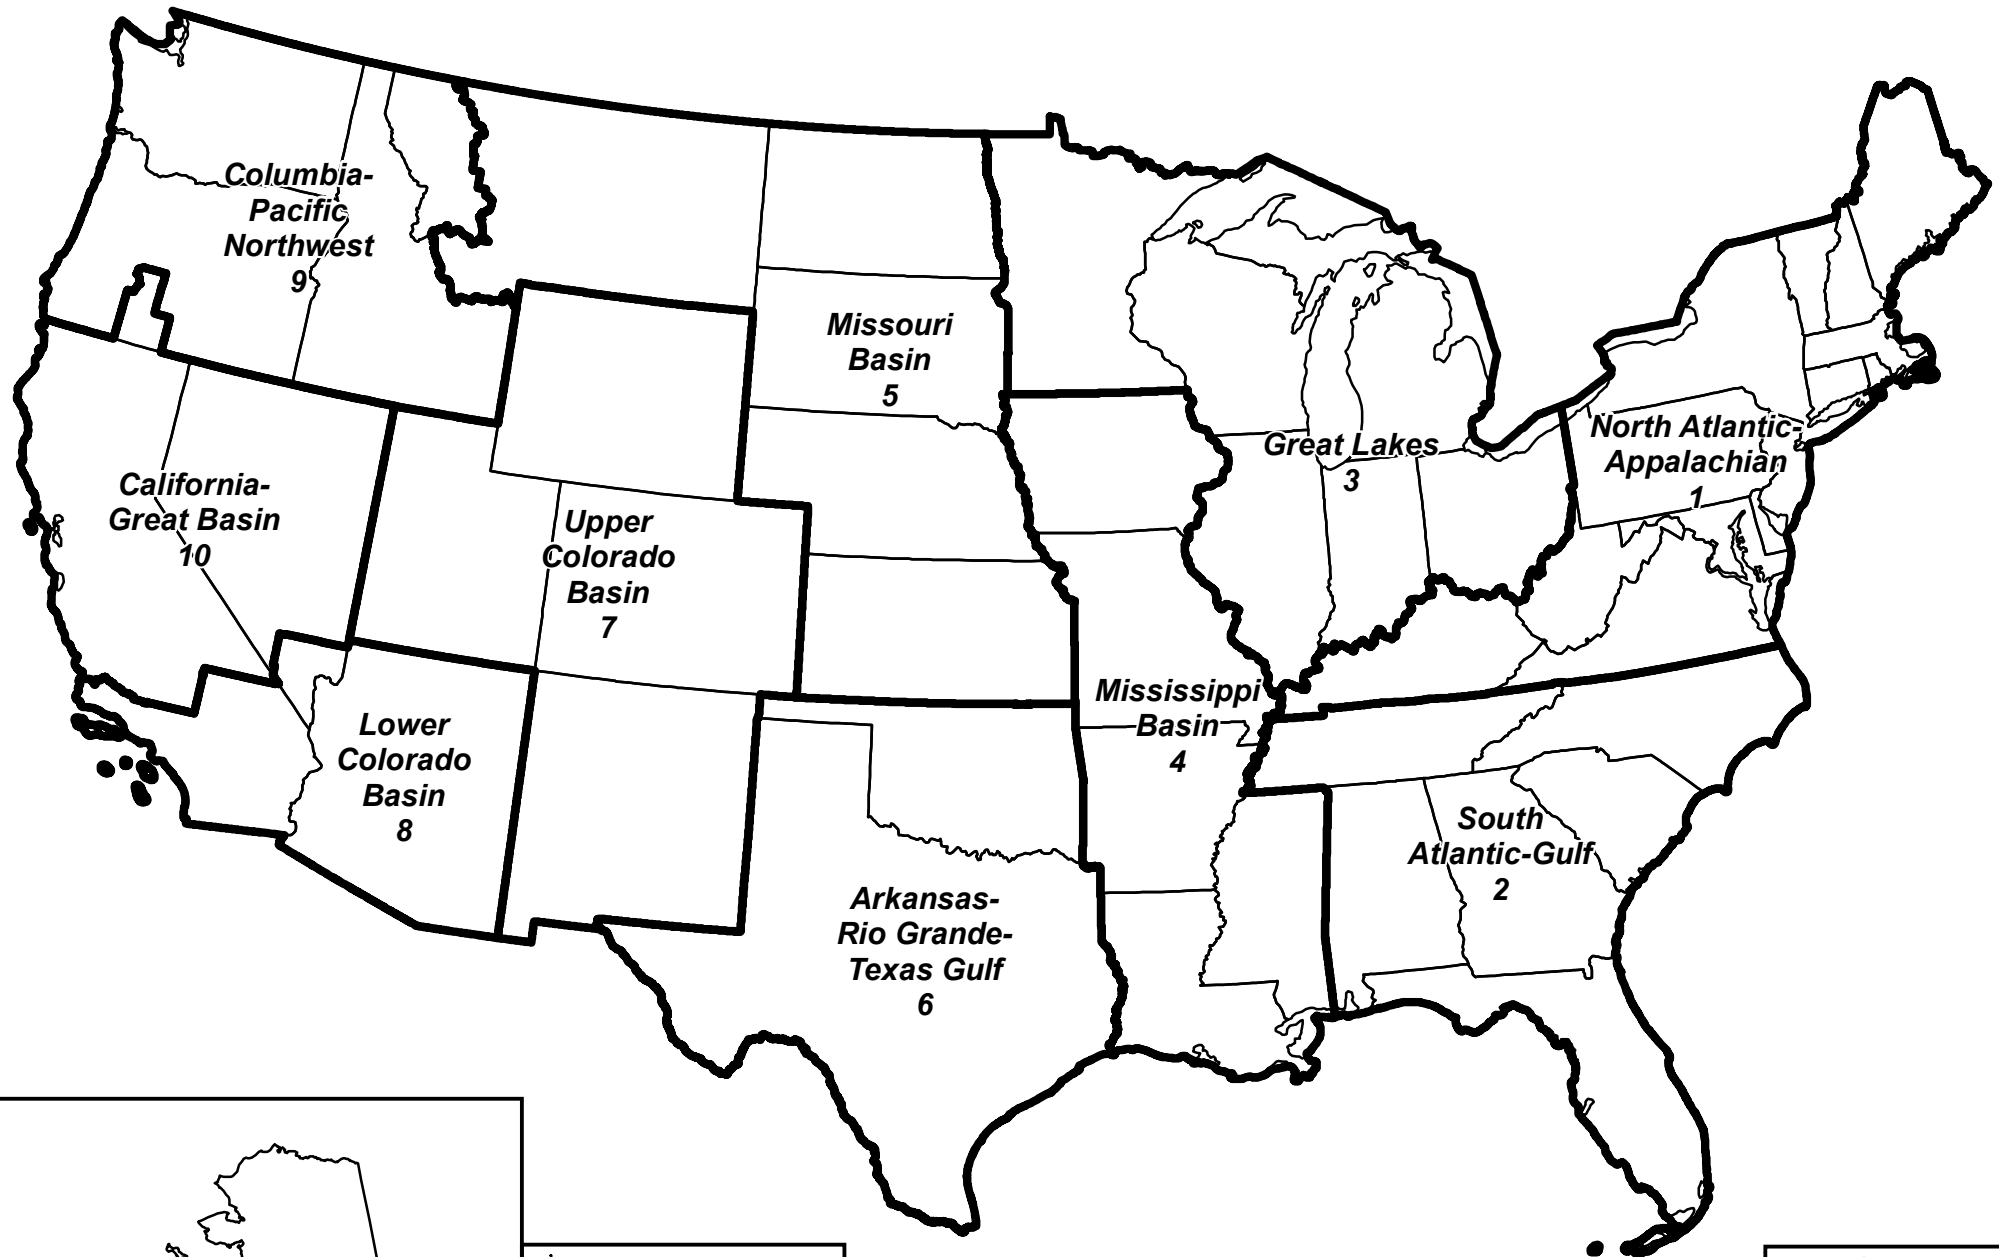 Columbia-
Pacific
Northwest
9
Missouri
Basin
5
Great Lakes
3
North Atlantic-
Appalachian
1
California-
Great Basin
10
Upper
Colorado
Basin
7
Mississippi
Basin
4
Lower
Colorado
Basin
8
South
Atlantic-Gulf
2
Arkansas-
Rio Grande-
Texas Gulf
6